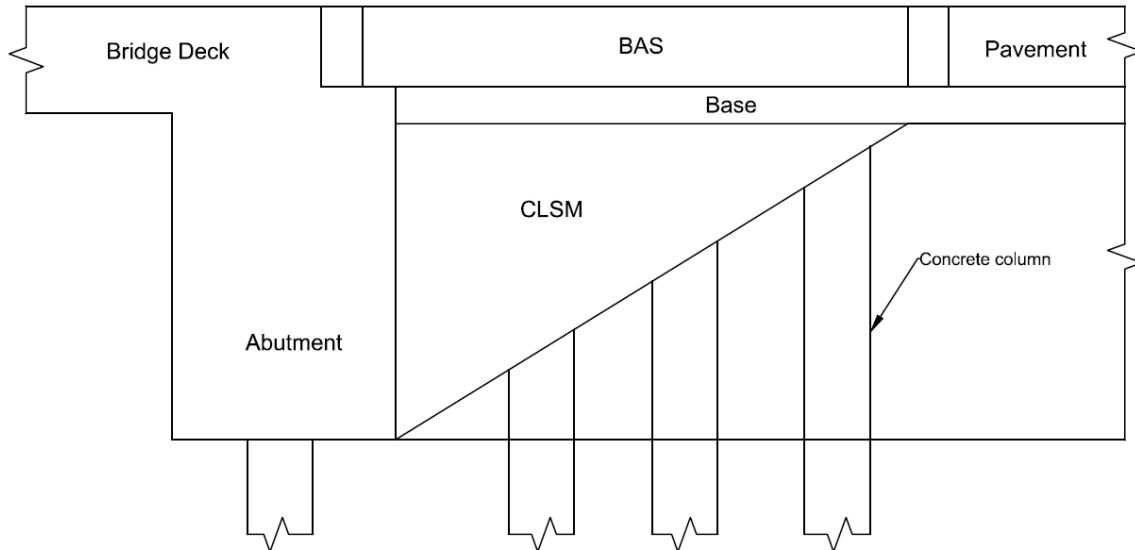 Bridge Deck
BAS
Pavement
Base
CLSM
Concrete column
Abutment